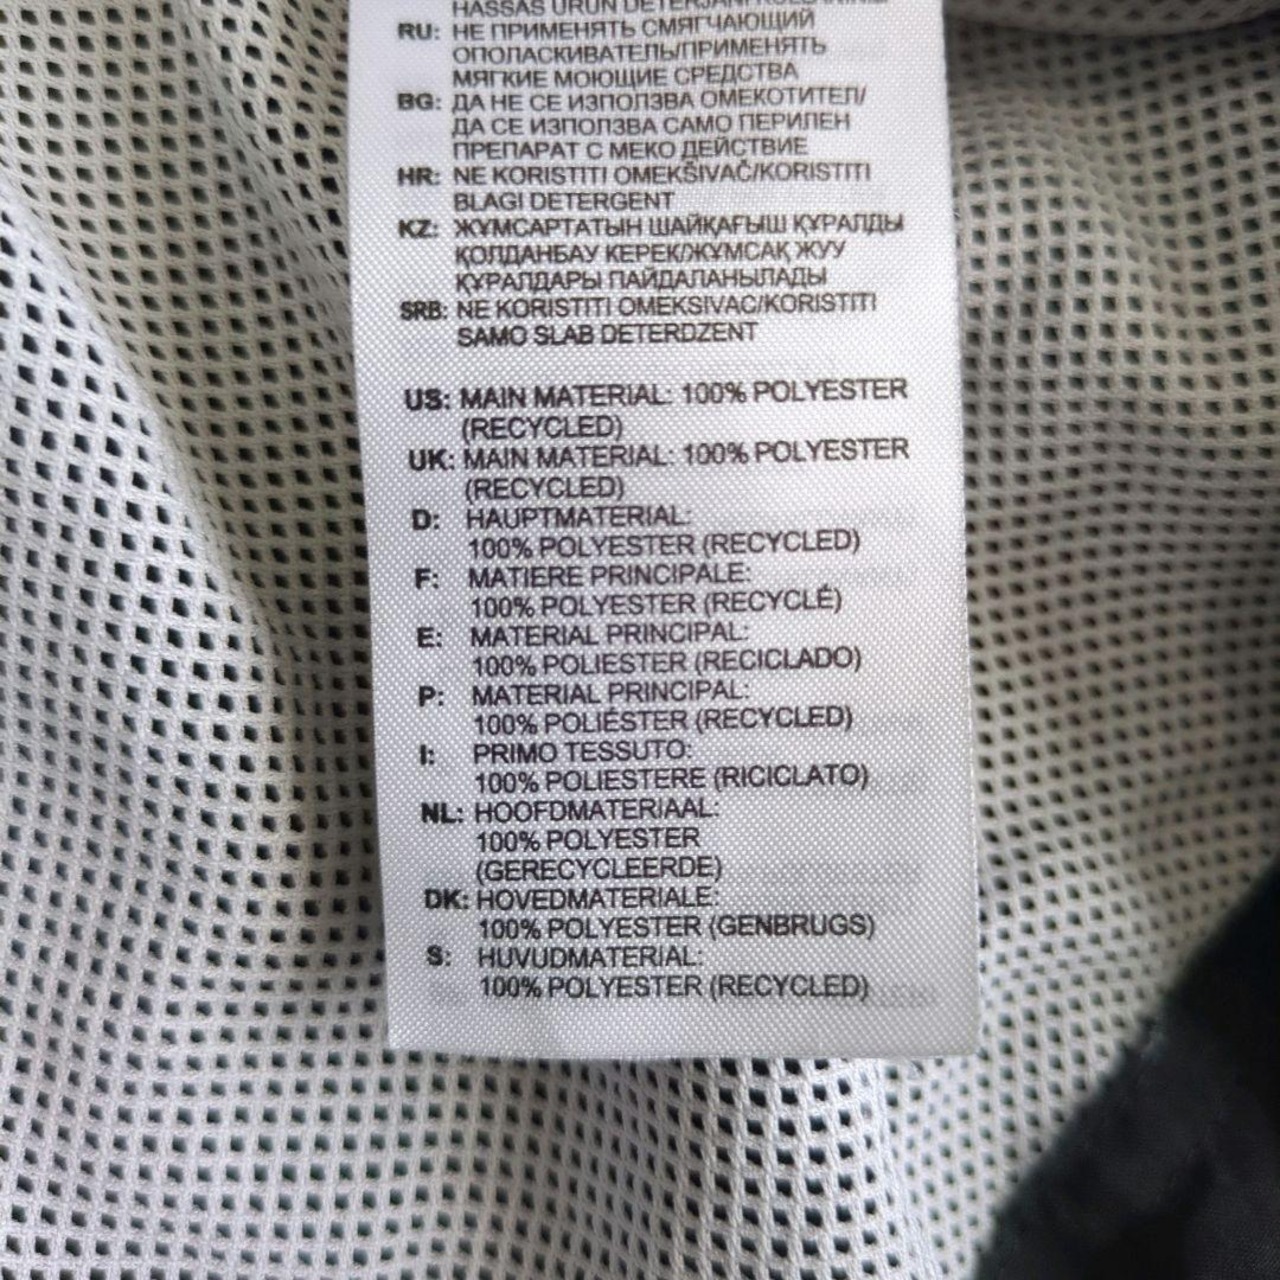 HASSAS ÜRÜN DETERJANI KULLANINIZ
RU: НЕ ПРИМЕНЯТЬ СМЯГЧАЮЩИЙ
ОПОЛАСКИВАТЕЛЬ/ПРИМЕНЯТЬ
МЯГКИЕ МОЮЩИЕ СРЕДСТВА
BG: ДА НЕ СЕ ИЗПОЛЗВА ОМЕКОТИТЕЛ/
ДА СЕ ИЗПОЛЗВА САМО ПЕРИЛЕН
ПРЕПАРАТ С МЕКО ДЕЙСТВИЕ
HR: NE KORISTITI OMEKŠIVAČ/KORISTITI
BLAGI DETERGENT
KZ: ЖҰМСАРТАТЫН ШАЙҚАҒЫШ ҚҰРАЛДЫ
ҚОЛДАНБАУ КЕРЕК/ЖҰМСАҚ ЖУУ
ҚҰРАЛДАРЫ ПАЙДАЛАНЫЛАДЫ
SRB: NE KORISTITI OMEKSIVAC/KORISTITI
SAMO SLAB DETERDZENT
US: MAIN MATERIAL: 100% POLYESTER
(RECYCLED)
UK: MAIN MATERIAL: 100% POLYESTER
(RECYCLED)
D: HAUPTMATERIAL:
100% POLYESTER (RECYCLED)
F: MATIERE PRINCIPALE:
100% POLYESTER (RECYCLÉ)
E: MATERIAL PRINCIPAL:
100% POLIESTER (RECICLADO)
P: MATERIAL PRINCIPAL:
100% POLIÉSTER (RECYCLED)
I: PRIMO TESSUTO:
100% POLIESTERE (RICICLATO)
NL: HOOFDMATERIAAL:
100% POLYESTER
(GERECYCLEERDE)
DK: HOVEDMATERIALE:
100% POLYESTER (GENBRUGS)
S: HUVUDMATERIAL:
100% POLYESTER (RECYCLED)